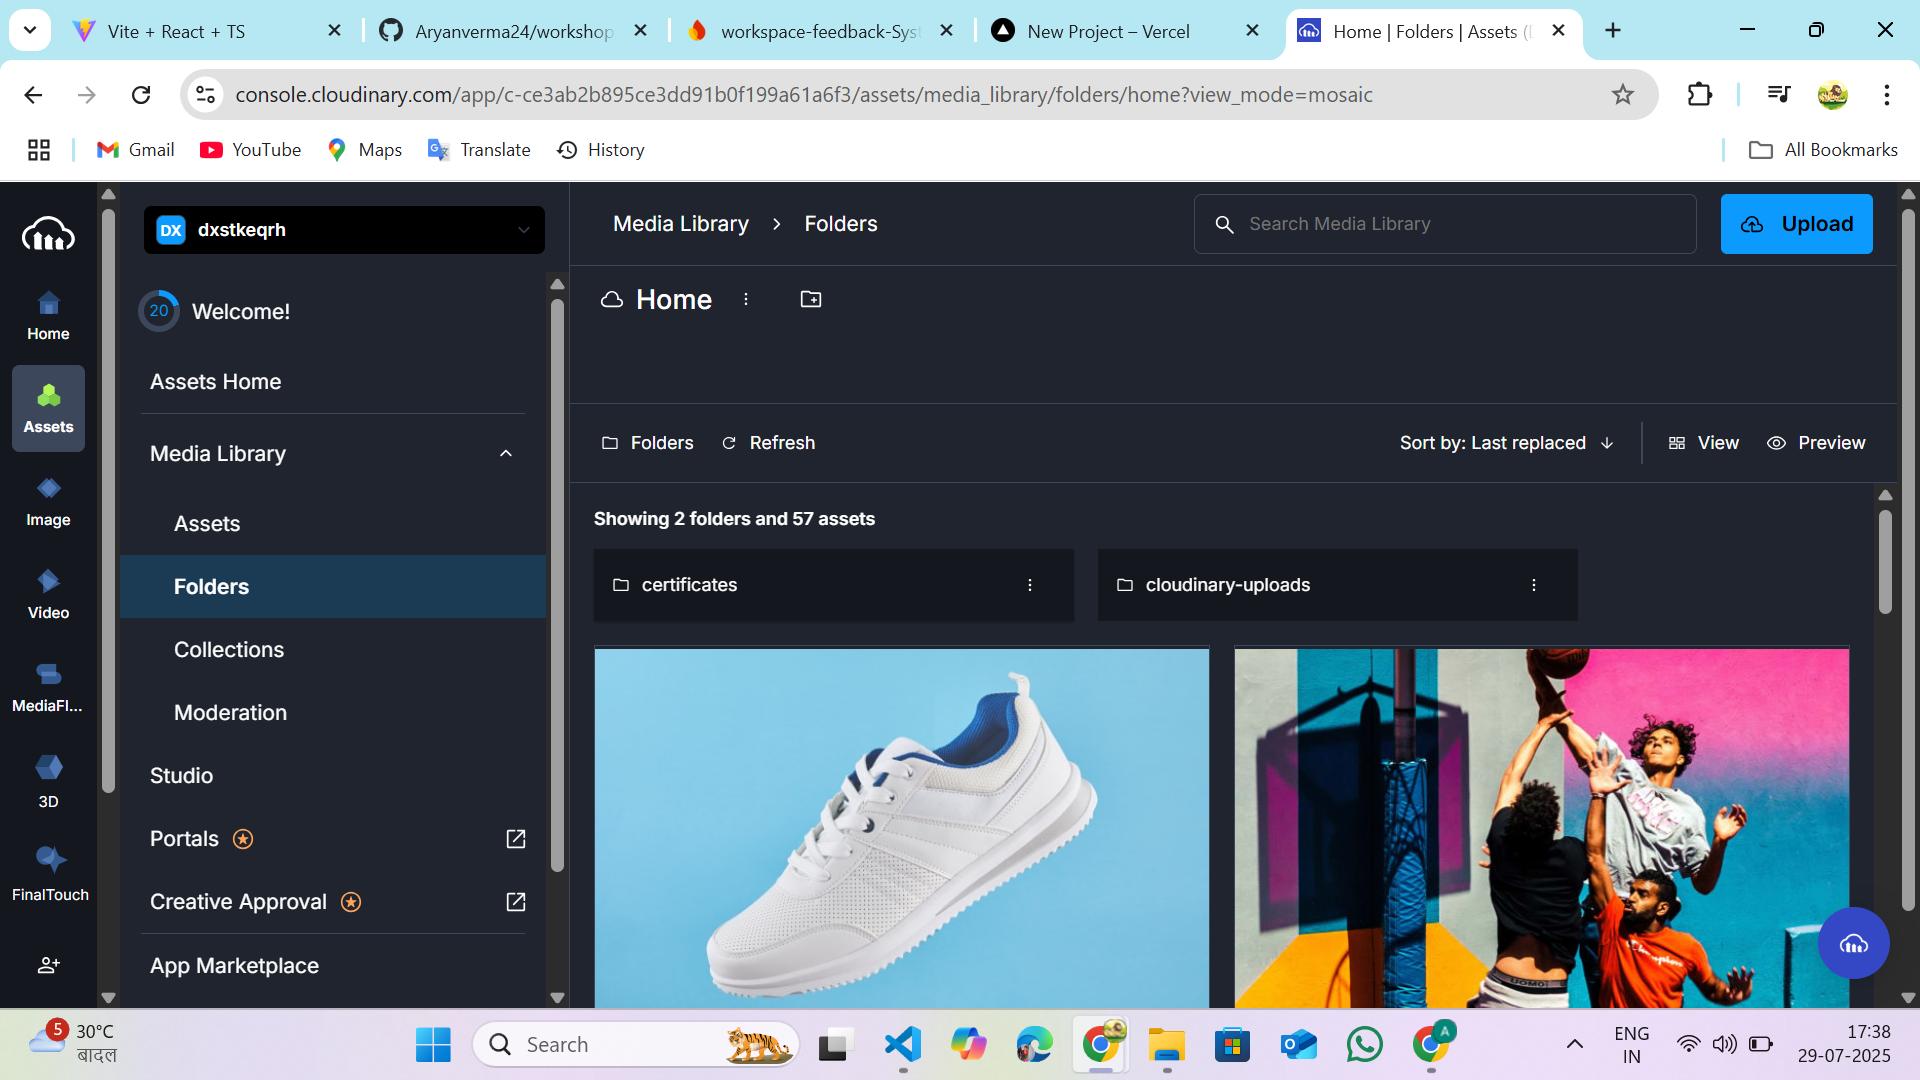 Vite + React + TS
Aryanverma24/workshop
workspace-feedback-Sys
New Project – Vercel
Home | Folders | Assets (
console.cloudinary.com/app/c-ce3ab2b895ce3dd91b0f199a61a6f3/assets/media_library/folders/home?view_mode=mosaic
Gmail
YouTube
Maps
Translate
History
All Bookmarks
Home
Assets
Image
Video
MediaFl...
3D
FinalTouch
DX dxstkeqrh
20 Welcome!
Assets Home
Media Library
Assets
Folders
Collections
Moderation
Studio
Portals
Creative Approval
App Marketplace
Media Library > Folders
Search Media Library
Upload
Home
Folders
Refresh
Sort by: Last replaced
View
Preview
Showing 2 folders and 57 assets
certificates
cloudinary-uploads
Champion
5
30°C
बादल
Search
A
ENG
IN
17:38
29-07-2025